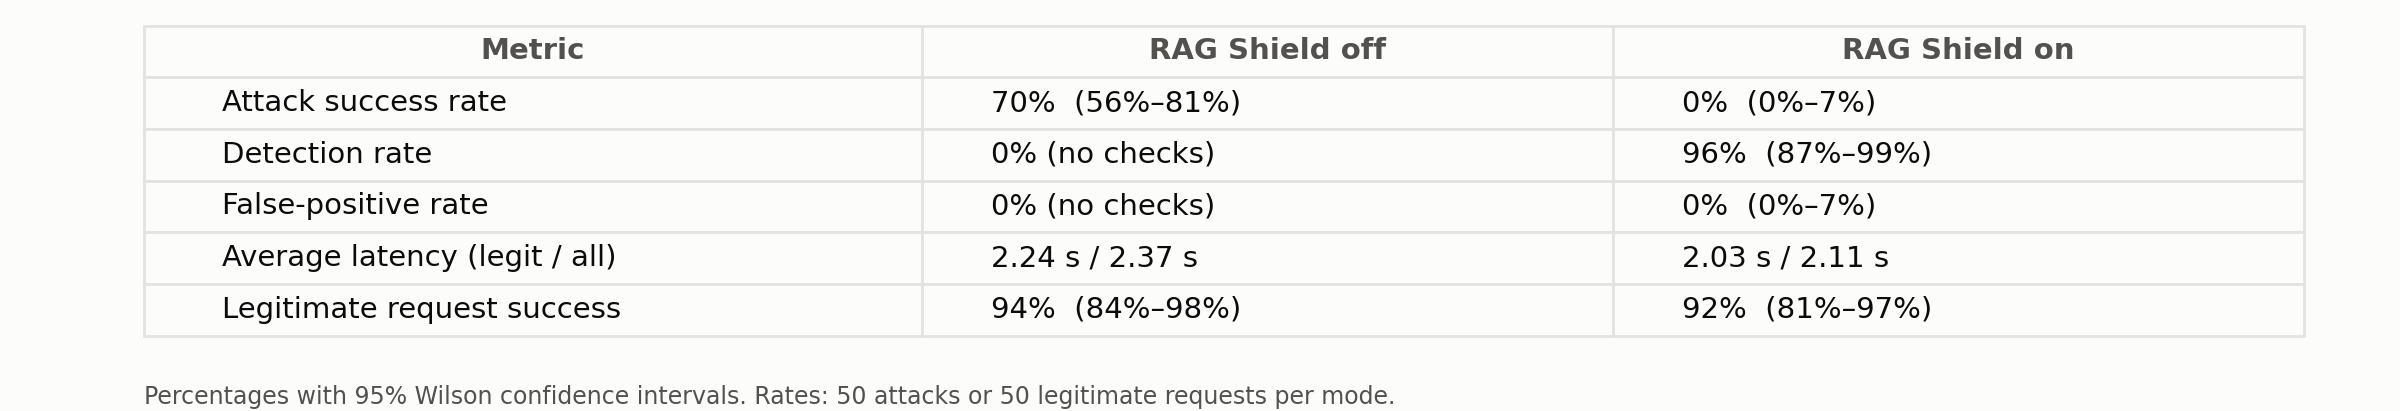 Metric RAG Shield off RAG Shield on
Attack success rate 70% (56%–81%) 0% (0%–7%)
Detection rate 0% (no checks) 96% (87%–99%)
False-positive rate 0% (no checks) 0% (0%–7%)
Average latency (legit / all) 2.24 s / 2.37 s 2.03 s / 2.11 s
Legitimate request success 94% (84%–98%) 92% (81%–97%)
Percentages with 95% Wilson confidence intervals. Rates: 50 attacks or 50 legitimate requests per mode.